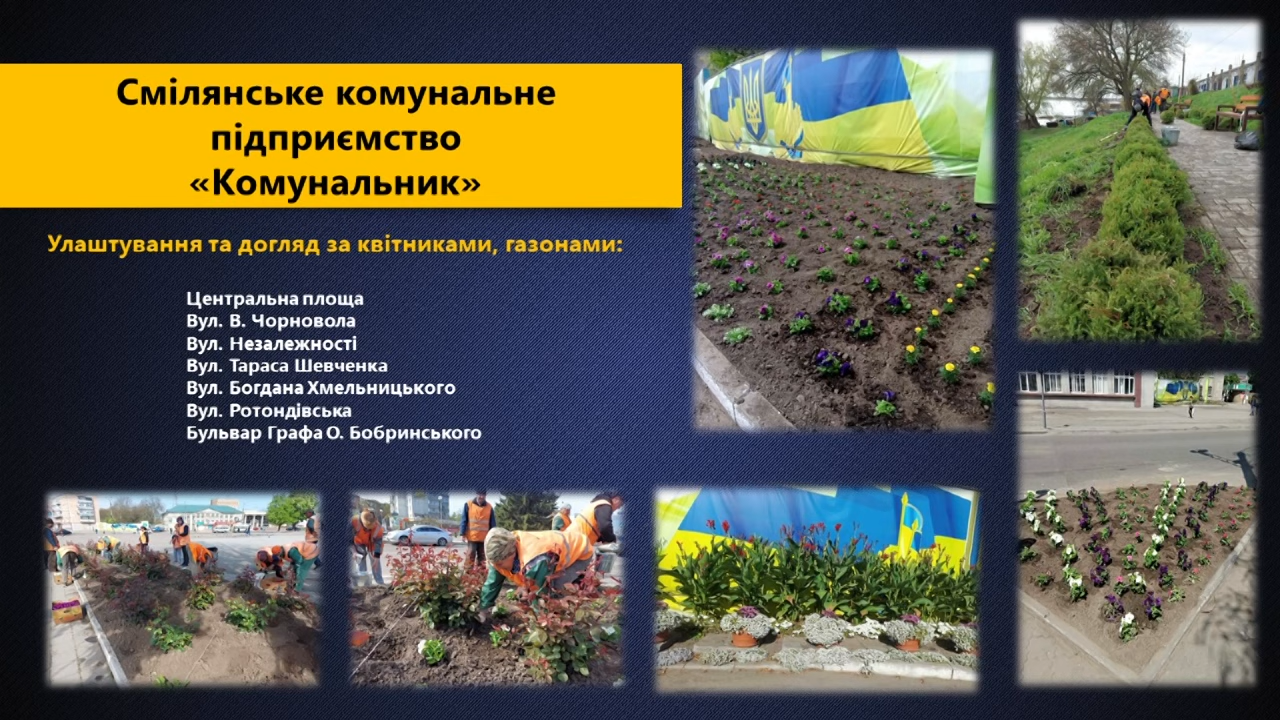 Смілянське комунальне
підприємство
«Комунальник»
Улаштування та догляд за квітниками, газонами:
Центральна площа
Вул. В. Чорновола
Вул. Незалежності
Вул. Тараса Шевченка
Вул. Богдана Хмельницького
Вул. Ротондівська
Бульвар Графа О. Бобринського